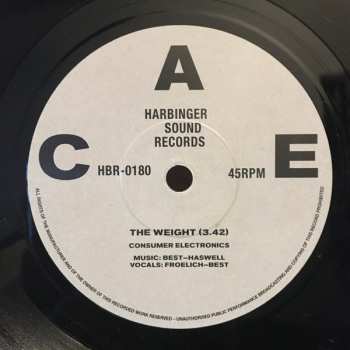 A
HARBINGER
SOUND
RECORDS
C
E
HBR-0180
45RPM
THE WEIGHT (3.42)
CONSUMER ELECTRONICS
MUSIC: BEST–HASWELL
VOCALS: FROELICH–BEST
ALL RIGHTS OF THE MANUFACTURER AND OF THE OWNER OF THIS RECORDED WORK RESERVED – UNAUTHORISED PUBLIC PERFORMANCE BROADCASTING AND COPYING OF THIS RECORD PROHIBITED